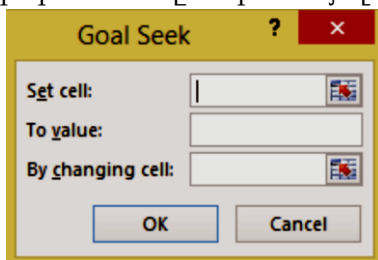 Goal Seek ? ×
Set cell:
To value:
By changing cell:
OK Cancel